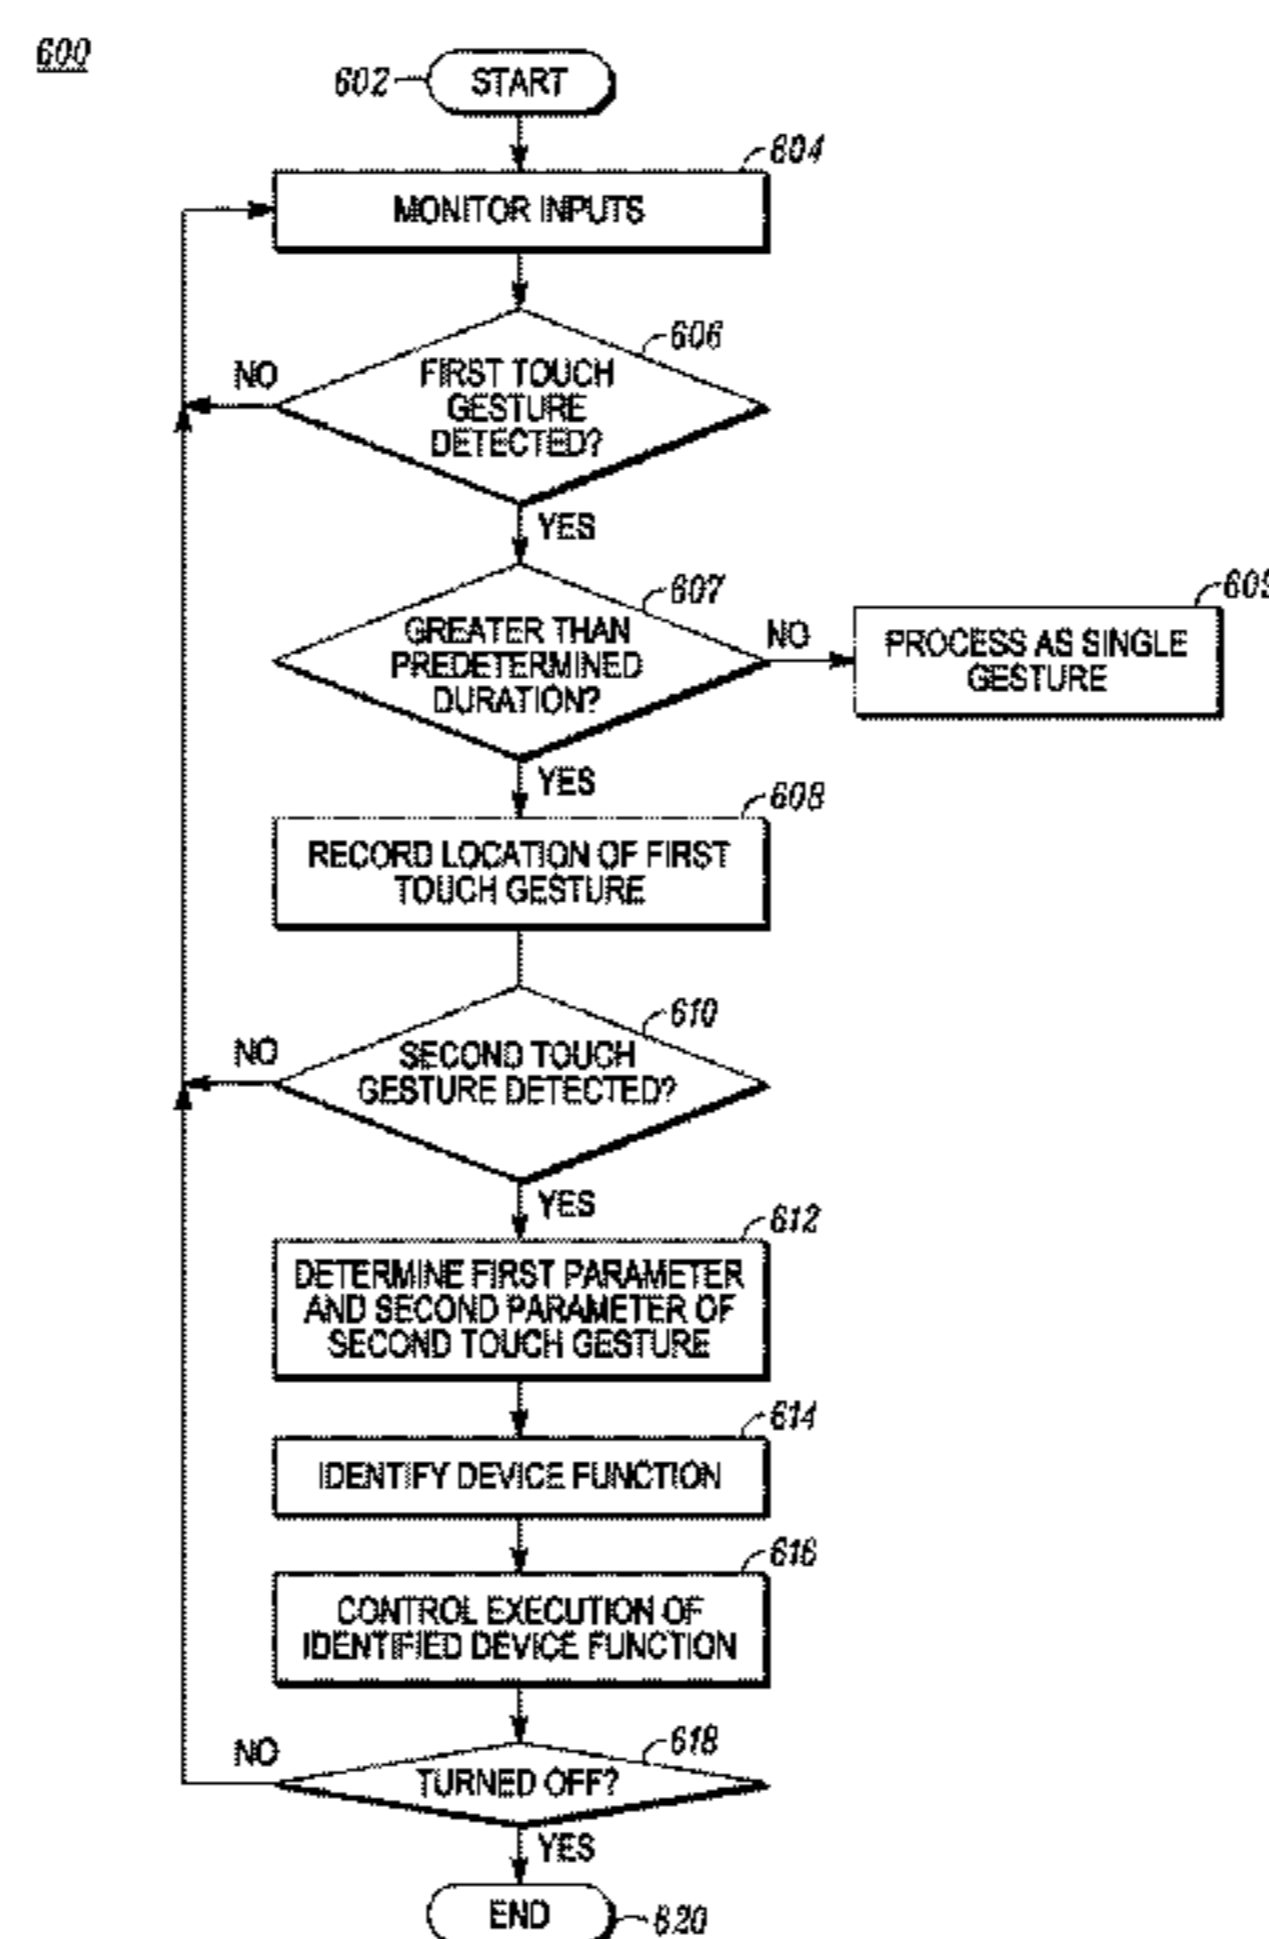 600
602
START
604
MONITOR INPUTS
606
NO
FIRST TOUCH
GESTURE
DETECTED?
YES
607
GREATER THAN
PREDETERMINED
DURATION?
NO
609
PROCESS AS SINGLE
GESTURE
YES
608
RECORD LOCATION OF FIRST
TOUCH GESTURE
610
NO
SECOND TOUCH
GESTURE DETECTED?
YES
612
DETERMINE FIRST PARAMETER
AND SECOND PARAMETER OF
SECOND TOUCH GESTURE
614
IDENTIFY DEVICE FUNCTION
616
CONTROL EXECUTION OF
IDENTIFIED DEVICE FUNCTION
618
NO
TURNED OFF?
YES
END
620